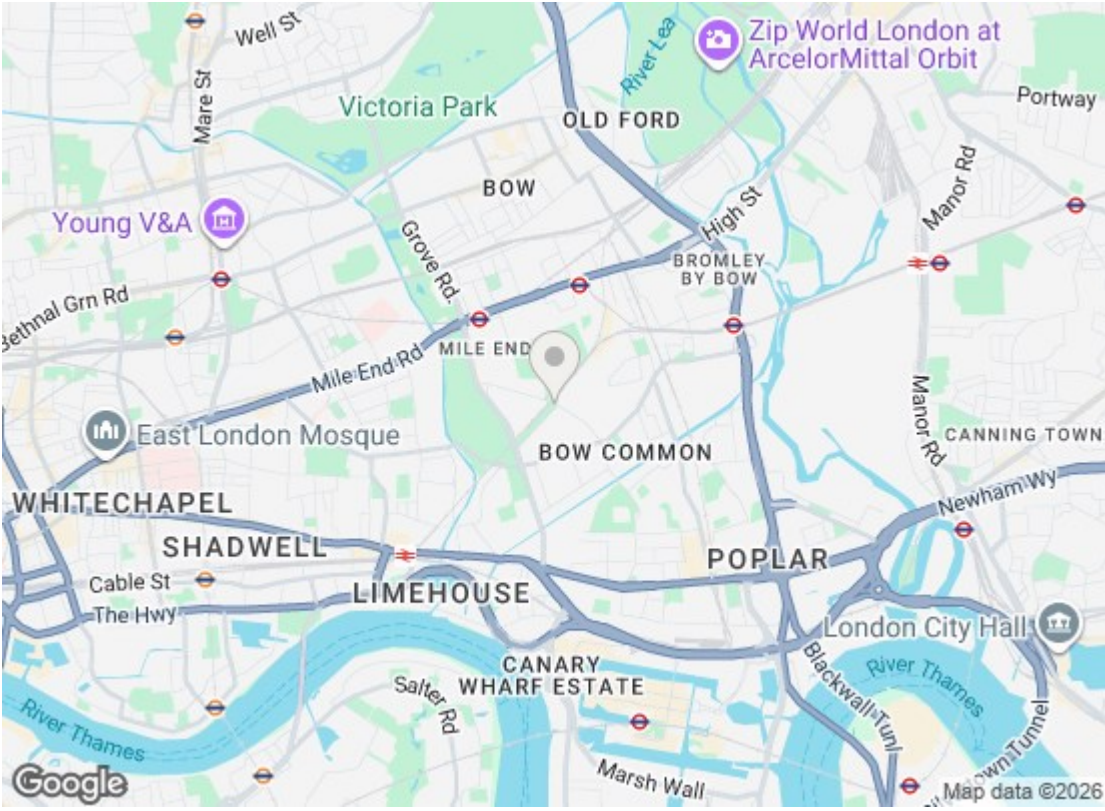 Well St
Zip World London at
ArcelorMittal Orbit
River Lea
Victoria Park
Mare St
OLD FORD
Portway
BOW
Manor Rd
Young V&A
High St
Grove Rd.
BROMLEY
BY BOW
Bethnal Grn Rd
MILE END
Mile End Rd
Manor Rd
East London Mosque
BOW COMMON
CANNING TOWN
WHITECHAPEL
Newham Wy
SHADWELL
POPLAR
Cable St
LIMEHOUSE
The Hwy
London City Hall
CANARY
WHARF ESTATE
Blackwall Tunl
River Thames
Salter Rd
River Thames
Marsh Wall
Google
Map data ©2026